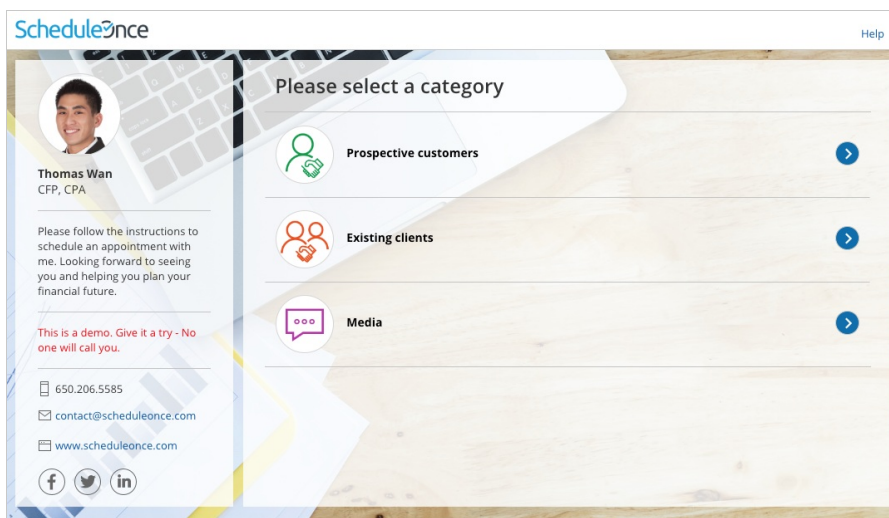 ScheduleOnce
Help
Thomas Wan
CFP, CPA
Please follow the instructions to
schedule an appointment with
me. Looking forward to seeing
you and helping you plan your
financial future.
This is a demo. Give it a try - No
one will call you.
650.206.5585
contact@scheduleonce.com
www.scheduleonce.com
Please select a category
Prospective customers
Existing clients
Media